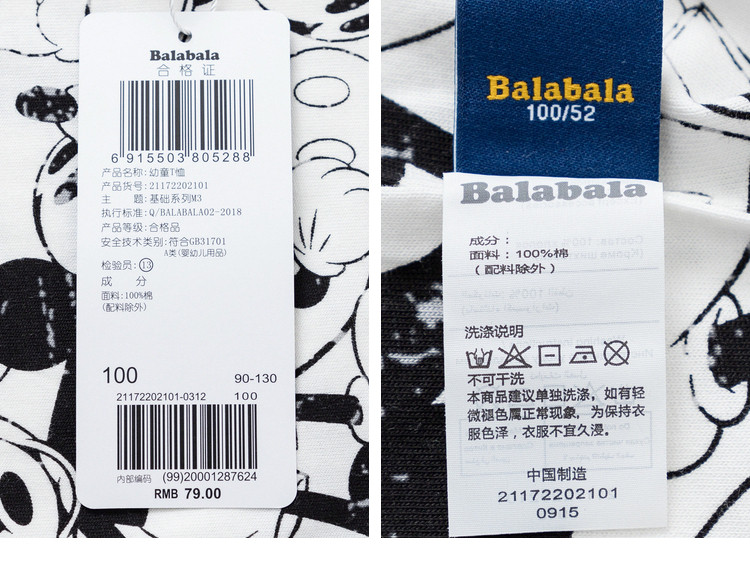 Balabala
合格证
6 915503 805288
产品名称:幼童T恤
产品货号:21172202101
主 题:基础系列M3
执行标准:Q/BALABALA02-2018
产品等级:合格品
安全技术类别:符合GB31701
A类(婴幼儿用品)
检验员:⑬
成 分
面料:100%棉
(配料除外)
100 90-130
21172202101-0312 100
内部编码 (99)20001287624
RMB 79.00
Balabala
100/52
Balabala
成分:
面料:100%棉
(配料除外)
洗涤说明
不可干洗
本商品建议单独洗涤,如有轻
微褪色属正常现象,为保持衣
服色泽,衣服不宜久浸。
中国制造
21172202101
0915